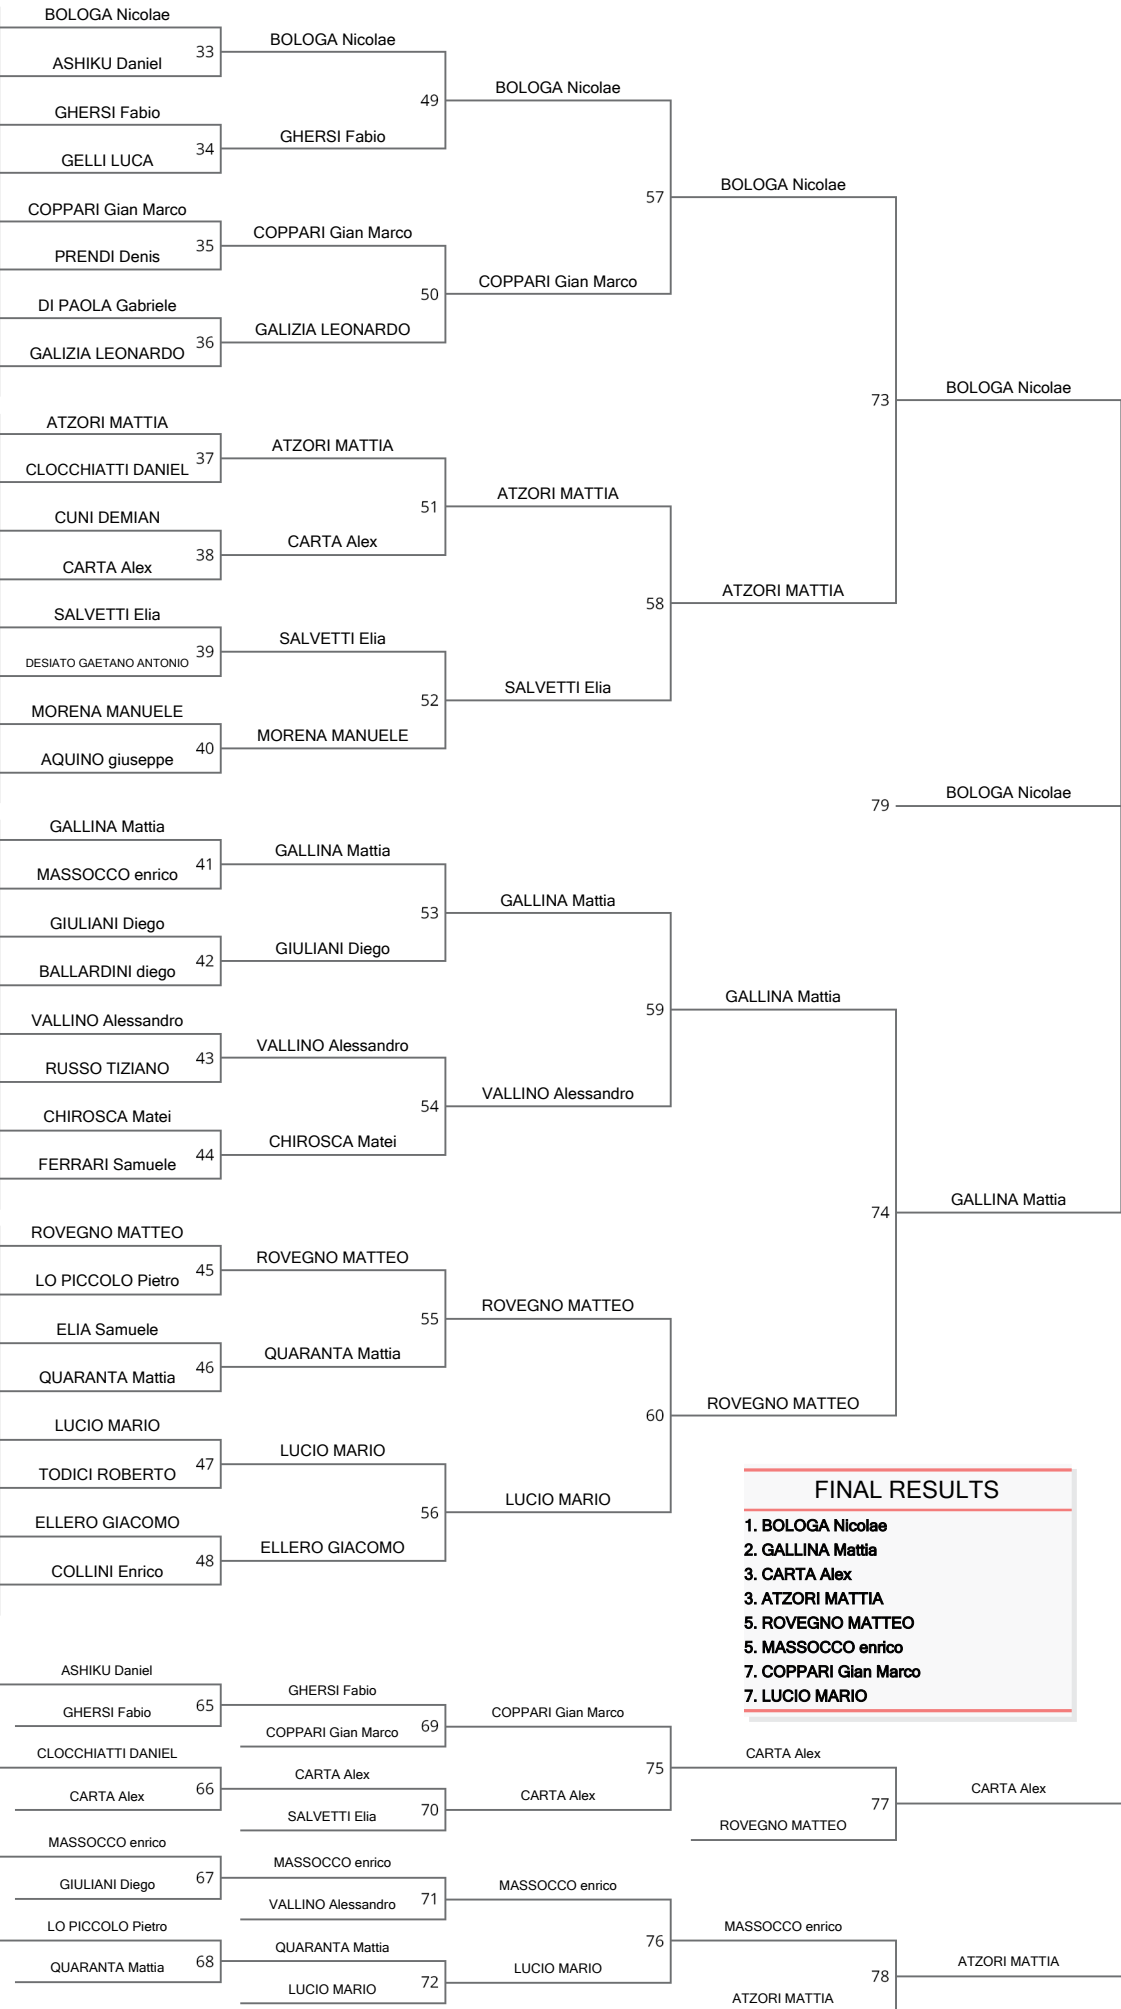 BOLOGA Nicolae
33
ASHIKU Daniel
BOLOGA Nicolae
49
GHERSI Fabio
34
GELLI LUCA
GHERSI Fabio
BOLOGA Nicolae
57
COPPARI Gian Marco
35
PRENDI Denis
COPPARI Gian Marco
50
DI PAOLA Gabriele
36
GALIZIA LEONARDO
GALIZIA LEONARDO
COPPARI Gian Marco
BOLOGA Nicolae
73
ATZORI MATTIA
37
CLOCCHIATTI DANIEL
ATZORI MATTIA
51
CUNI DEMIAN
38
CARTA Alex
CARTA Alex
ATZORI MATTIA
58
SALVETTI Elia
39
DESIATO GAETANO ANTONIO
SALVETTI Elia
52
MORENA MANUELE
40
AQUINO giuseppe
MORENA MANUELE
SALVETTI Elia
ATZORI MATTIA
BOLOGA Nicolae
79
BOLOGA Nicolae
GALLINA Mattia
41
MASSOCCO enrico
GALLINA Mattia
53
GIULIANI Diego
42
BALLARDINI diego
GIULIANI Diego
GALLINA Mattia
59
VALLINO Alessandro
43
RUSSO TIZIANO
VALLINO Alessandro
54
CHIROSCA Matei
44
FERRARI Samuele
CHIROSCA Matei
VALLINO Alessandro
GALLINA Mattia
74
GALLINA Mattia
ROVEGNO MATTEO
45
LO PICCOLO Pietro
ROVEGNO MATTEO
55
ELIA Samuele
46
QUARANTA Mattia
QUARANTA Mattia
ROVEGNO MATTEO
60
ROVEGNO MATTEO
LUCIO MARIO
47
TODICI ROBERTO
LUCIO MARIO
56
ELLERO GIACOMO
48
COLLINI Enrico
ELLERO GIACOMO
LUCIO MARIO
FINAL RESULTS
1. BOLOGA Nicolae
2. GALLINA Mattia
3. CARTA Alex
3. ATZORI MATTIA
5. ROVEGNO MATTEO
5. MASSOCCO enrico
7. COPPARI Gian Marco
7. LUCIO MARIO
ASHIKU Daniel
65
GHERSI Fabio
GHERSI Fabio
69
COPPARI Gian Marco
COPPARI Gian Marco
75
CLOCCHIATTI DANIEL
66
CARTA Alex
CARTA Alex
70
SALVETTI Elia
CARTA Alex
CARTA Alex
77
ROVEGNO MATTEO
CARTA Alex
MASSOCCO enrico
67
GIULIANI Diego
MASSOCCO enrico
71
VALLINO Alessandro
MASSOCCO enrico
76
LO PICCOLO Pietro
68
QUARANTA Mattia
QUARANTA Mattia
72
LUCIO MARIO
LUCIO MARIO
MASSOCCO enrico
78
ATZORI MATTIA
ATZORI MATTIA